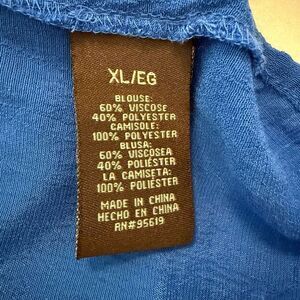 XL/EG
BLOUSE:
60% VISCOSE
40% POLYESTER
CAMISOLE:
100% POLYESTER
BLUSA:
60% VISCOSEA
40% POLIÉSTER
LA CAMISETA:
100% POLIÉSTER
MADE IN CHINA
HECHO EN CHINA
RN#95619